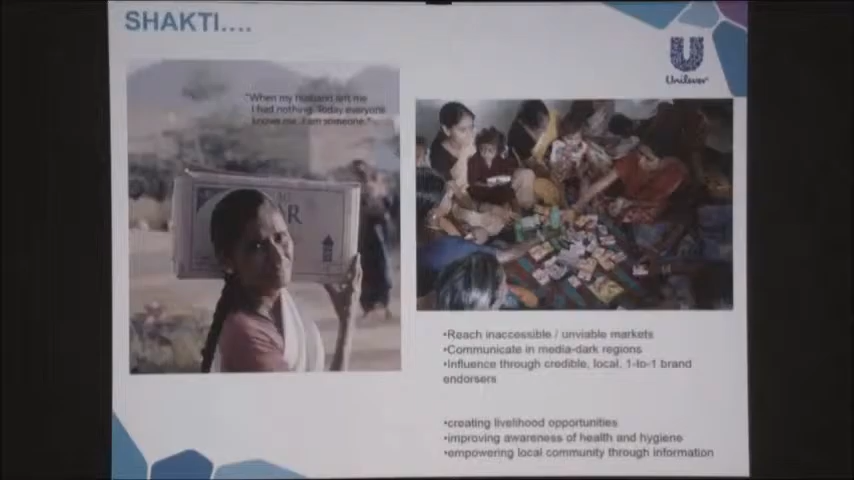 SHAKTI....
Unilever
"When my husband left me
I had nothing. Today everyone
knows me. I am someone."
•Reach inaccessible / unviable markets
•Communicate in media-dark regions
•Influence through credible, local, 1-to-1 brand
endorsers
•creating livelihood opportunities
•improving awareness of health and hygiene
•empowering local community through information